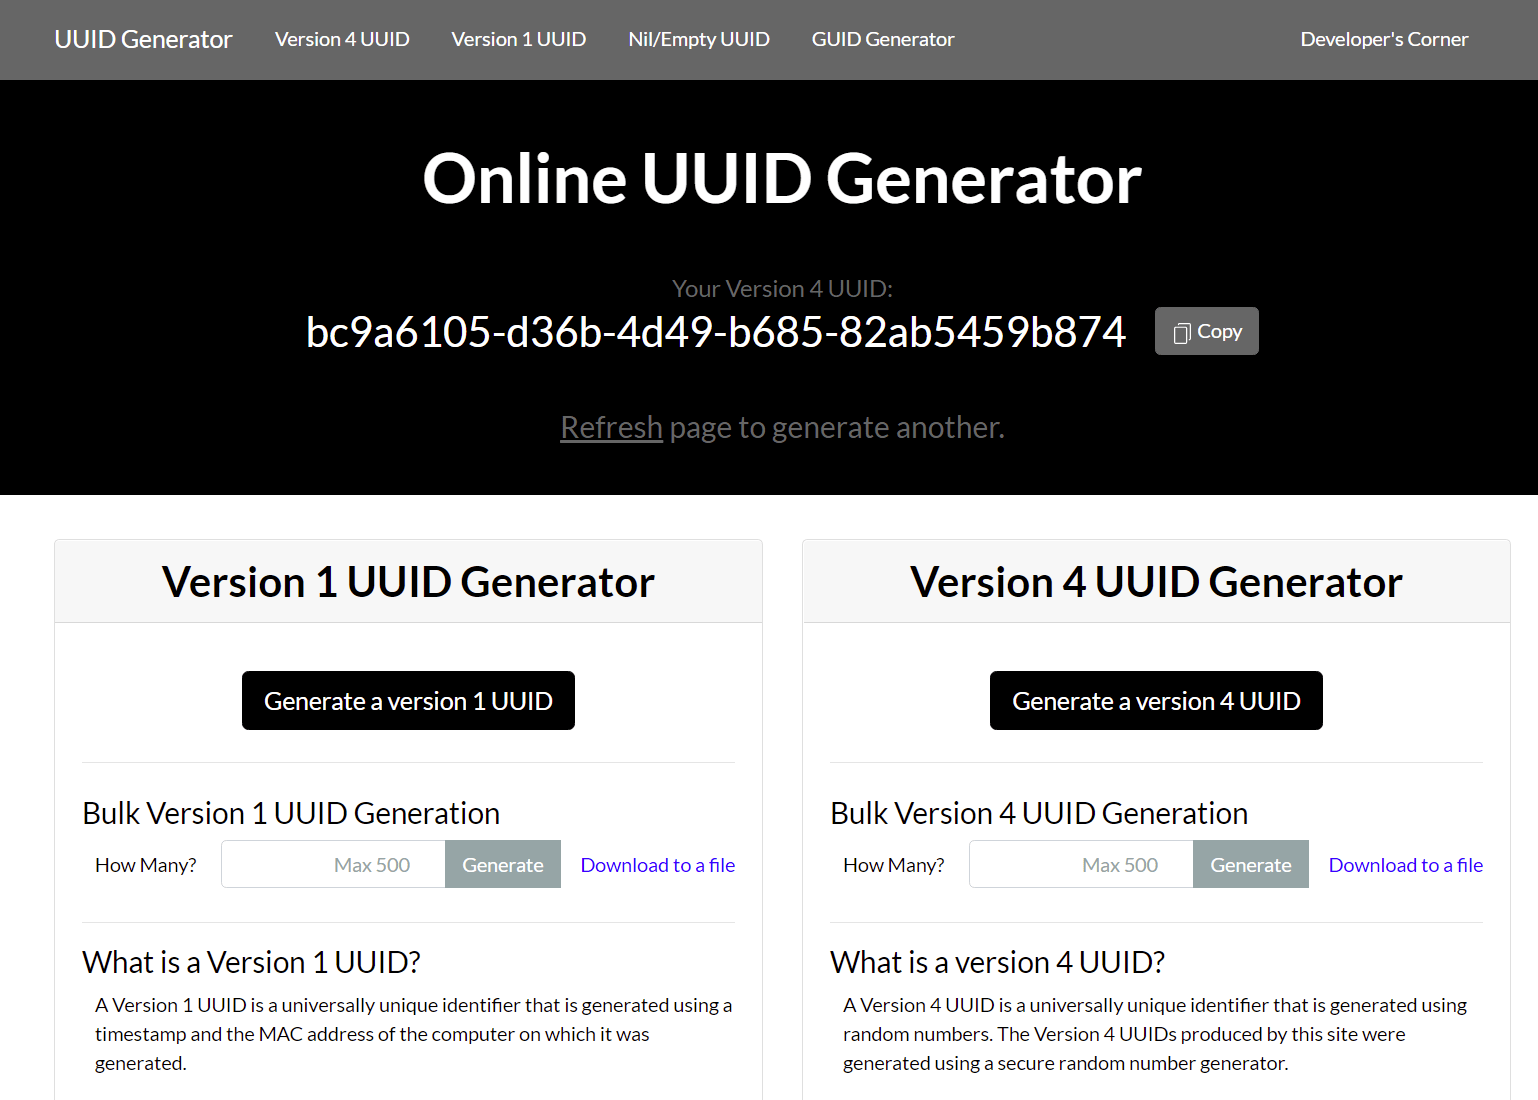 UUID Generator Version 4 UUID Version 1 UUID Nil/Empty UUID GUID Generator Developer's Corner
Online UUID Generator
Your Version 4 UUID:
bc9a6105-d36b-4d49-b685-82ab5459b874 Copy
Refresh page to generate another.
Version 1 UUID Generator
Generate a version 1 UUID
Bulk Version 1 UUID Generation
How Many? Max 500 Generate Download to a file
What is a Version 1 UUID?
A Version 1 UUID is a universally unique identifier that is generated using a
timestamp and the MAC address of the computer on which it was
generated.
Version 4 UUID Generator
Generate a version 4 UUID
Bulk Version 4 UUID Generation
How Many? Max 500 Generate Download to a file
What is a version 4 UUID?
A Version 4 UUID is a universally unique identifier that is generated using
random numbers. The Version 4 UUIDs produced by this site were
generated using a secure random number generator.